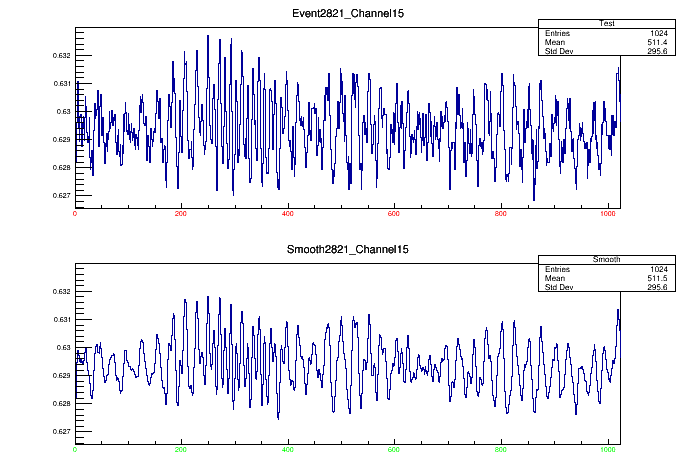 Event2821_Channel15
Test
Entries 1024
Mean 511.4
Std Dev 295.6
0.632
0.631
0.63
0.629
0.628
0.627
0 200 400 600 800 1000
Smooth2821_Channel15
Smooth
Entries 1024
Mean 511.5
Std Dev 295.6
0.632
0.631
0.63
0.629
0.628
0.627
0 200 400 600 800 1000